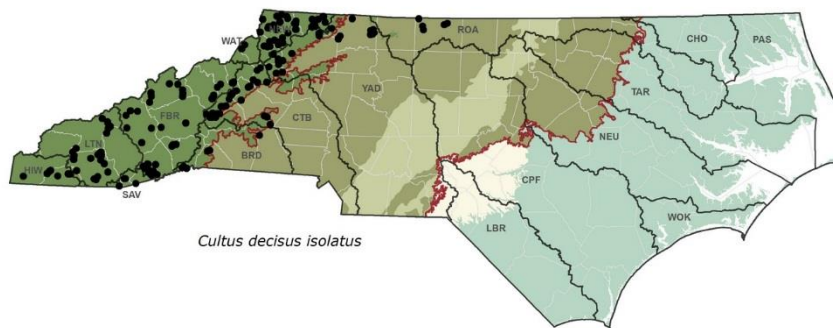 WAT
ROA
CHO
PAS
YAD
TAR
FBR
CTB
LTN
NEU
BRD
HIW
CPF
SAV
WOK
LBR
Cultus decisus isolatus